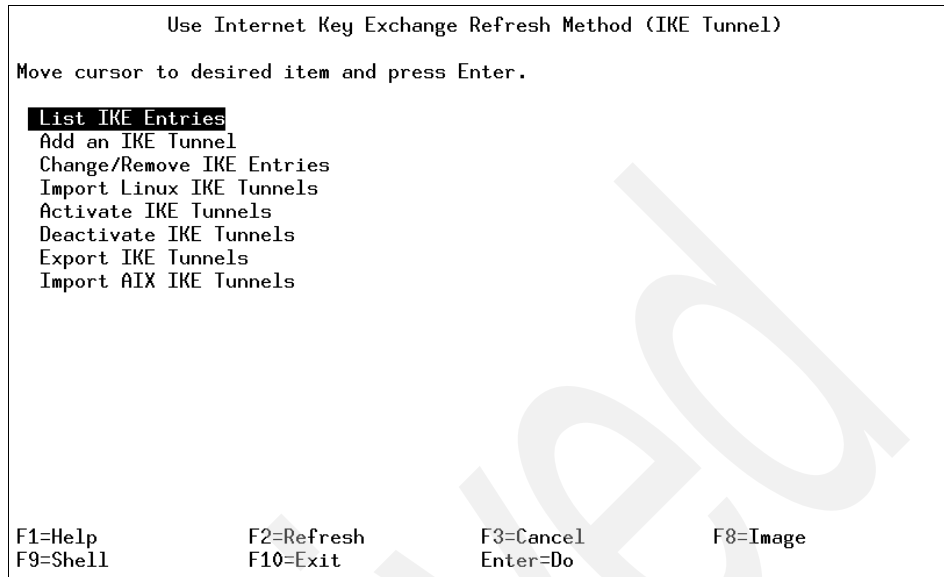 Use Internet Key Exchange Refresh Method (IKE Tunnel)
Move cursor to desired item and press Enter.
List IKE Entries
Add an IKE Tunnel
Change/Remove IKE Entries
Import Linux IKE Tunnels
Activate IKE Tunnels
Deactivate IKE Tunnels
Export IKE Tunnels
Import AIX IKE Tunnels
F1=Help F2=Refresh F3=Cancel F8=Image
F9=Shell F10=Exit Enter=Do